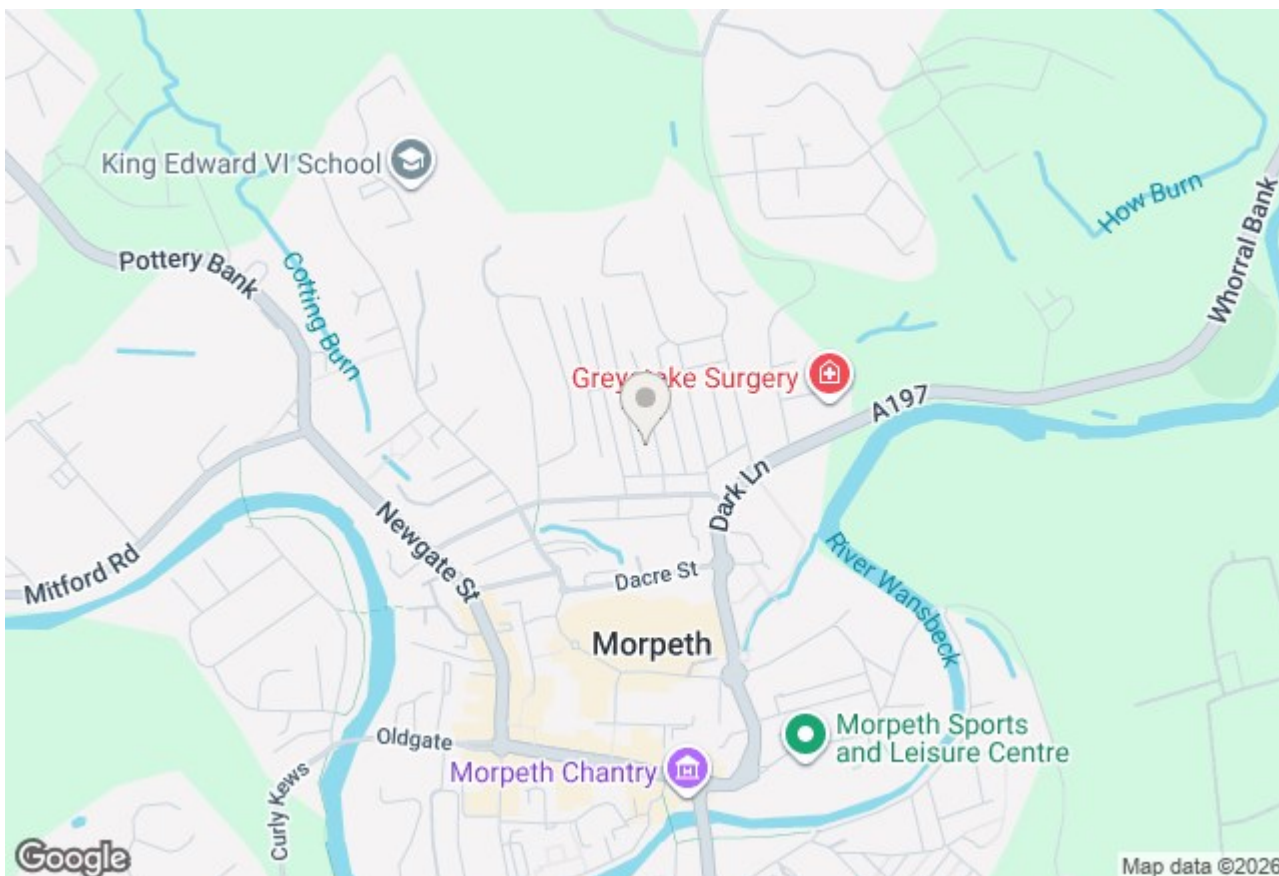 King Edward VI School
Pottery Bank
Cotting Burn
How Burn
Whorral Bank
Surgery
A197
Dark Ln
Newgate St
Mitford Rd
River Wansbeck
Dacre St
Morpeth
Morpeth Sports
and Leisure Centre
Oldgate
Morpeth Chantry
Curly Kews
Google
Map data ©2026